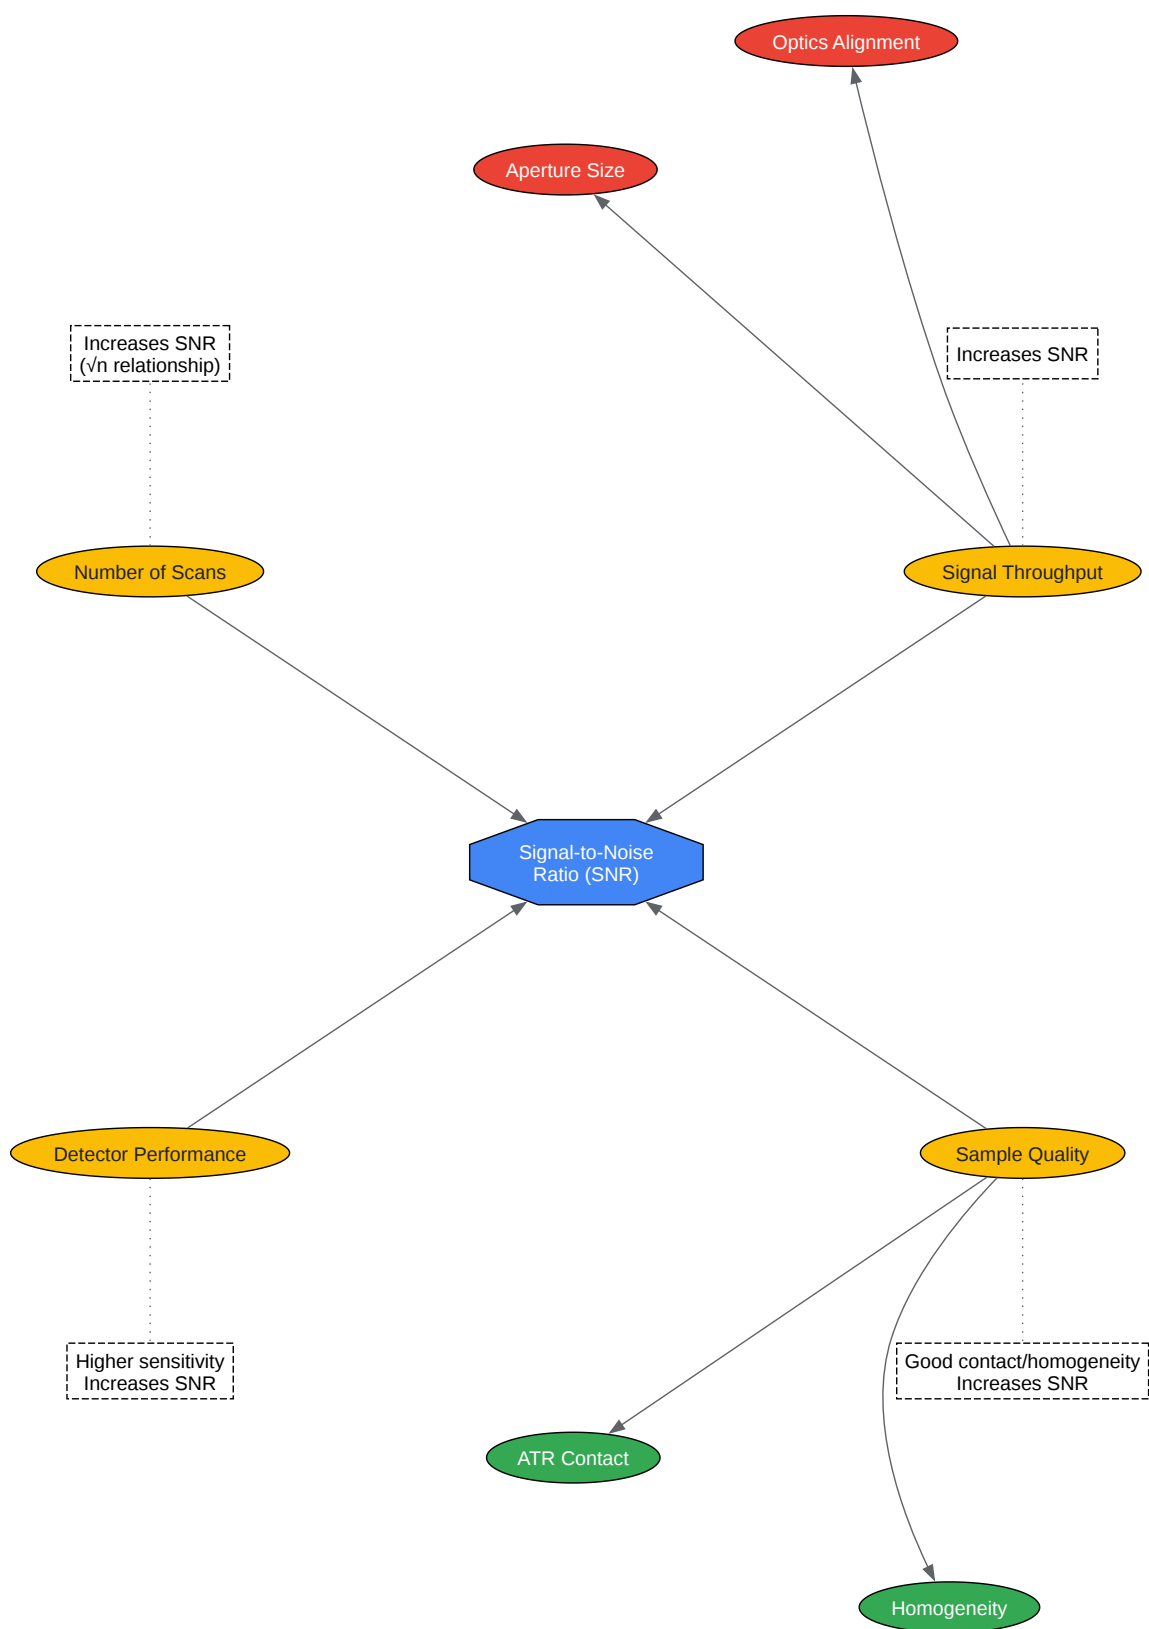 Optics Alignment
Aperture Size
Increases SNR
(√n relationship)
Increases SNR
Number of Scans
Signal Throughput
Signal-to-Noise
Ratio (SNR)
Detector Performance
Sample Quality
Higher sensitivity
Increases SNR
Good contact/homogeneity
Increases SNR
ATR Contact
Homogeneity